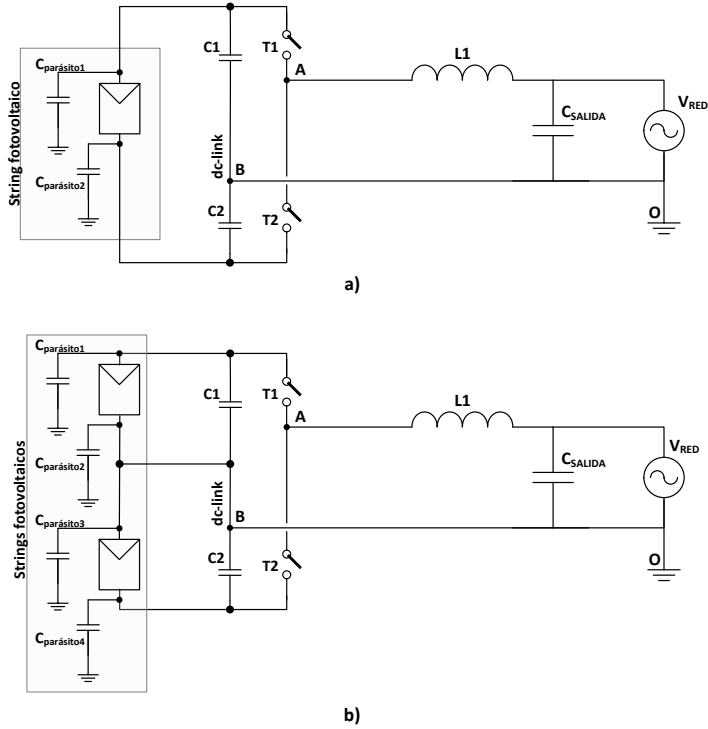 String fotovoltaico
Cparásito1
Cparásito2
C1
T1
A
L1
dc-link
B
C2
T2
CSALIDA
VRED
O
a)
Strings fotovoltaicos
Cparásito1
Cparásito2
Cparásito3
Cparásito4
C1
T1
A
L1
dc-link
B
C2
T2
CSALIDA
VRED
O
b)